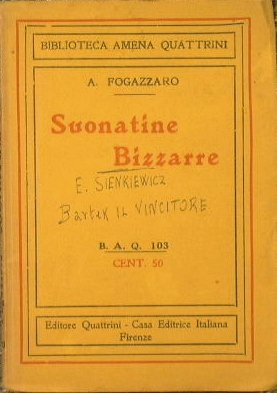 BIBLIOTECA AMENA QUATTRINI
A. FOGAZZARO
Suonatine
Bizzarre
E. SIENKIEWICZ
Bartek IL VINCITORE
B. A. Q. 103
CENT. 50
Editore Quattrini - Casa Editrice Italiana
Firenze